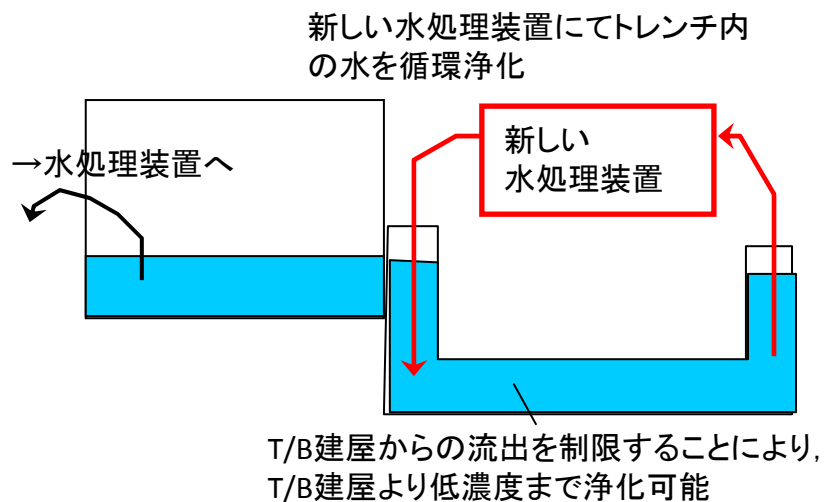 新しい水処理装置にてトレンチ内
の水を循環浄化
新しい
水処理装置
→水処理装置へ
T/B建屋からの流出を制限することにより，
T/B建屋より低濃度まで浄化可能